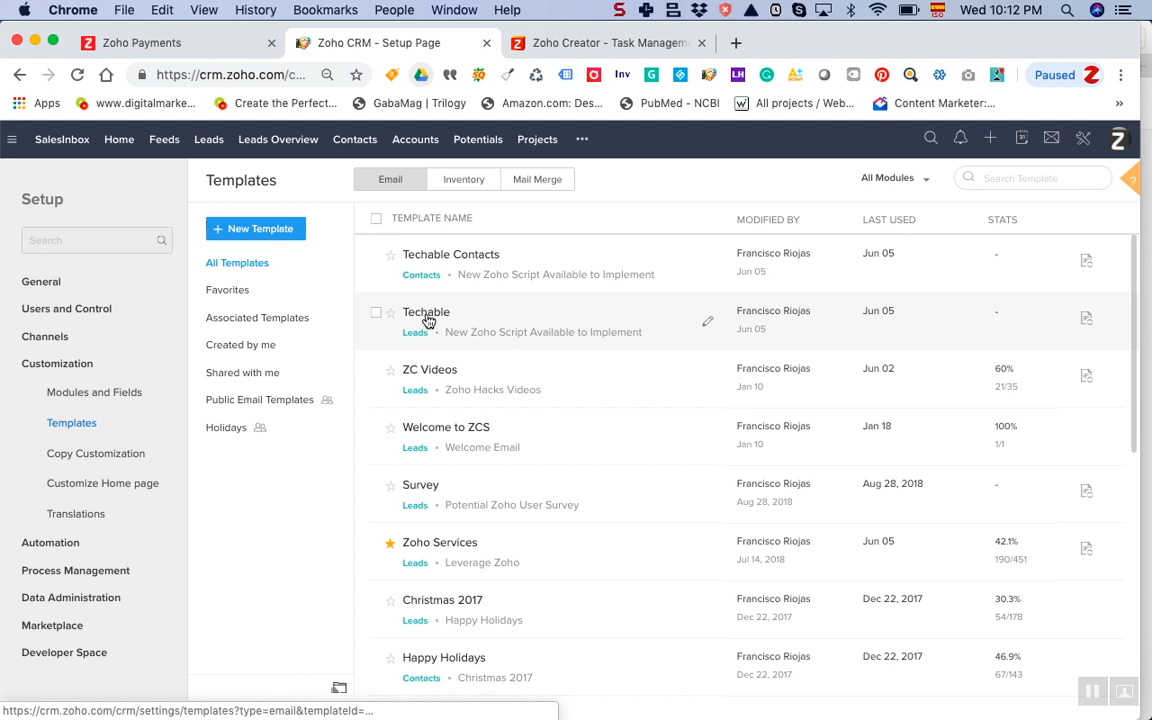 Chrome File Edit View History Bookmarks People Window Help Wed 10:12 PM
Zoho Payments Zoho CRM - Setup Page Zoho Creator - Task Managem
https://crm.zoho.com/c... Paused
Apps www.digitalmarke... Create the Perfect... GabaMag | Trilogy Amazon.com: Des... PubMed - NCBI All projects / Web... Content Marketer:... »
SalesInbox Home Feeds Leads Leads Overview Contacts Accounts Potentials Projects •••
Setup
Search
General
Users and Control
Channels
Customization
Modules and Fields
Templates
Copy Customization
Customize Home page
Translations
Automation
Process Management
Data Administration
Marketplace
Developer Space
Templates
+ New Template
All Templates
Favorites
Associated Templates
Created by me
Shared with me
Public Email Templates
Holidays
Email Inventory Mail Merge All Modules Search Template
TEMPLATE NAME MODIFIED BY LAST USED STATS
Techable Contacts Francisco Riojas Jun 05 -
Contacts • New Zoho Script Available to Implement Jun 05
Techable Francisco Riojas Jun 05 -
Leads • New Zoho Script Available to Implement Jun 05
ZC Videos Francisco Riojas Jun 02 60%
Leads • Zoho Hacks Videos Jan 10 21/35
Welcome to ZCS Francisco Riojas Jan 18 100%
Leads • Welcome Email Jan 10 1/1
Survey Francisco Riojas Aug 28, 2018 -
Leads • Potential Zoho User Survey Aug 28, 2018
Zoho Services Francisco Riojas Jun 05 42.1%
Leads • Leverage Zoho Jul 14, 2018 190/451
Christmas 2017 Francisco Riojas Dec 22, 2017 30.3%
Leads • Happy Holidays Dec 22, 2017 54/178
Happy Holidays Francisco Riojas Dec 22, 2017 46.9%
Contacts • Christmas 2017 Dec 22, 2017 67/143
https://crm.zoho.com/crm/settings/templates?type=email&templateId=...